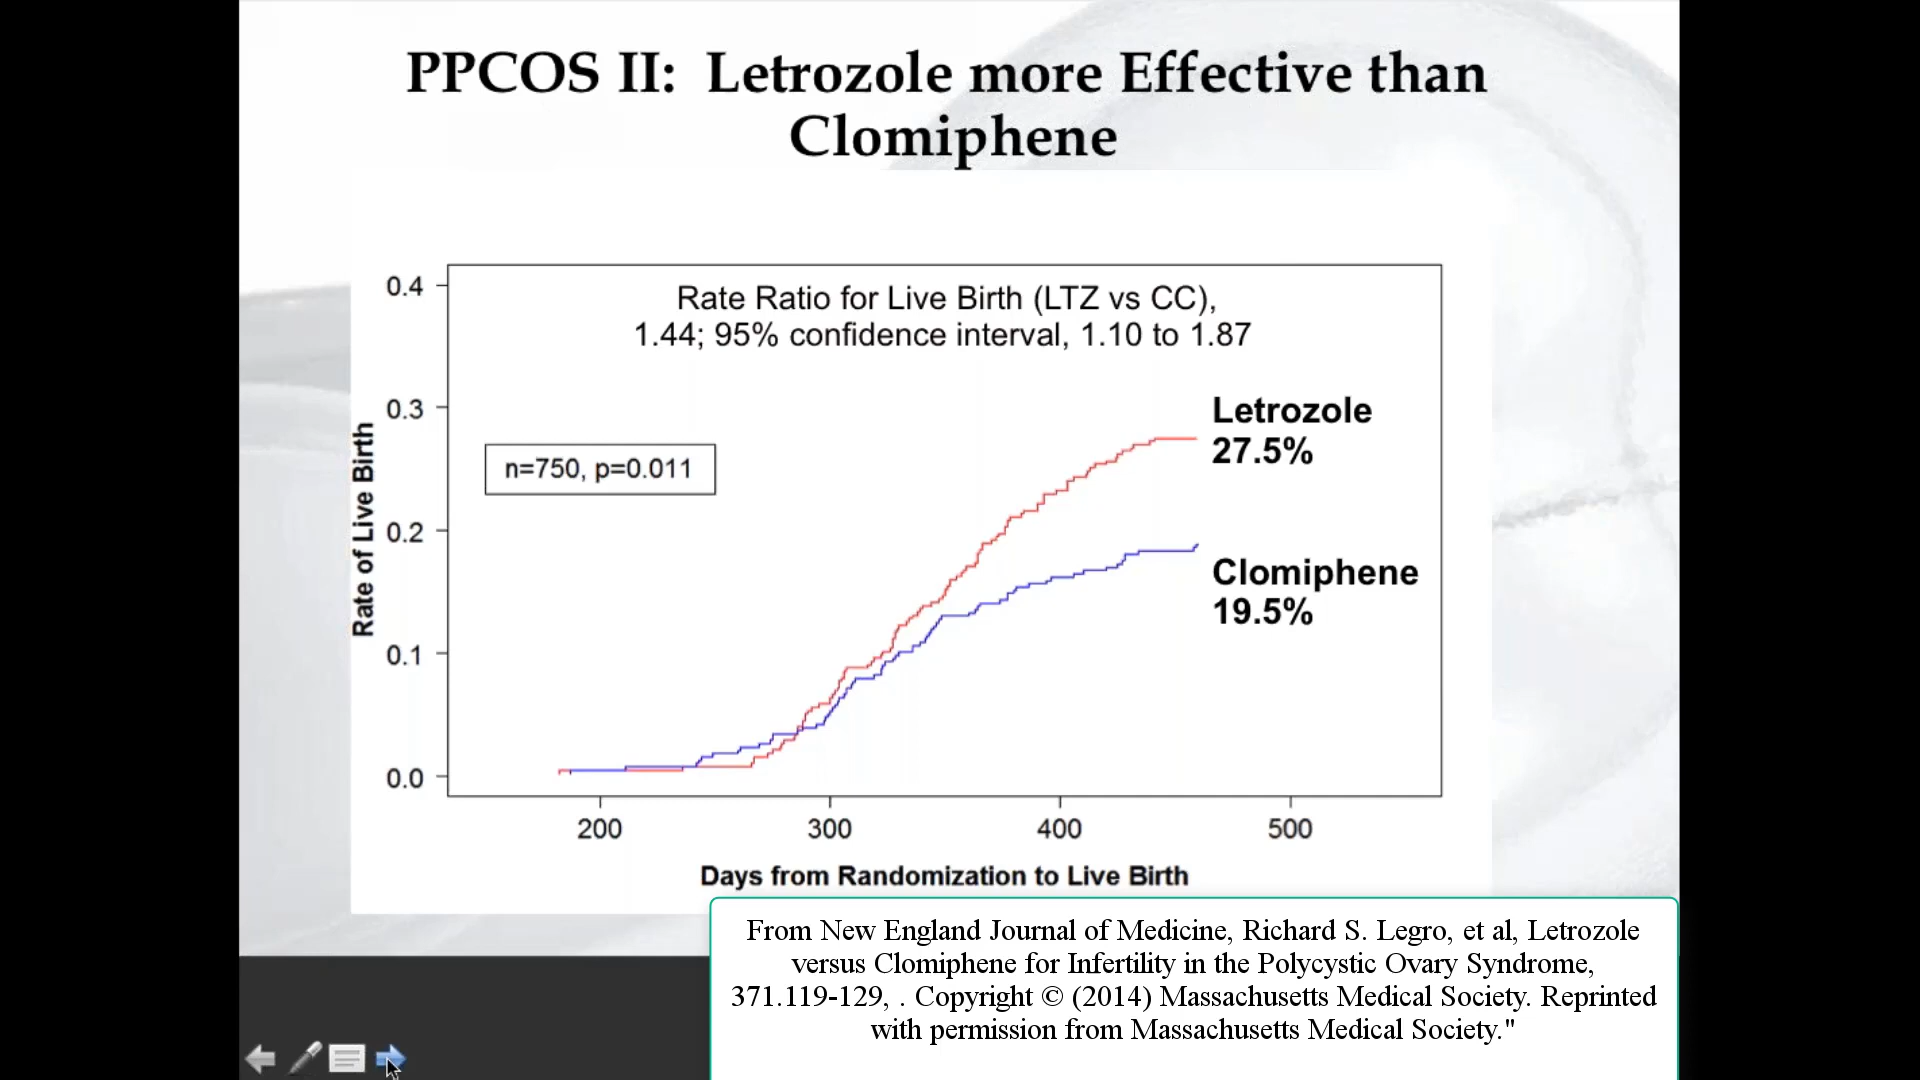 PPCOS II: Letrozole more Effective than
Clomiphene
Rate Ratio for Live Birth (LTZ vs CC),
1.44; 95% confidence interval, 1.10 to 1.87
0.4
0.3
0.2
0.1
0.0
Rate of Live Birth
n=750, p=0.011
Letrozole
27.5%
Clomiphene
19.5%
200 300 400 500
Days from Randomization to Live Birth
From New England Journal of Medicine, Richard S. Legro, et al, Letrozole
versus Clomiphene for Infertility in the Polycystic Ovary Syndrome,
371.119-129, . Copyright © (2014) Massachusetts Medical Society. Reprinted
with permission from Massachusetts Medical Society."